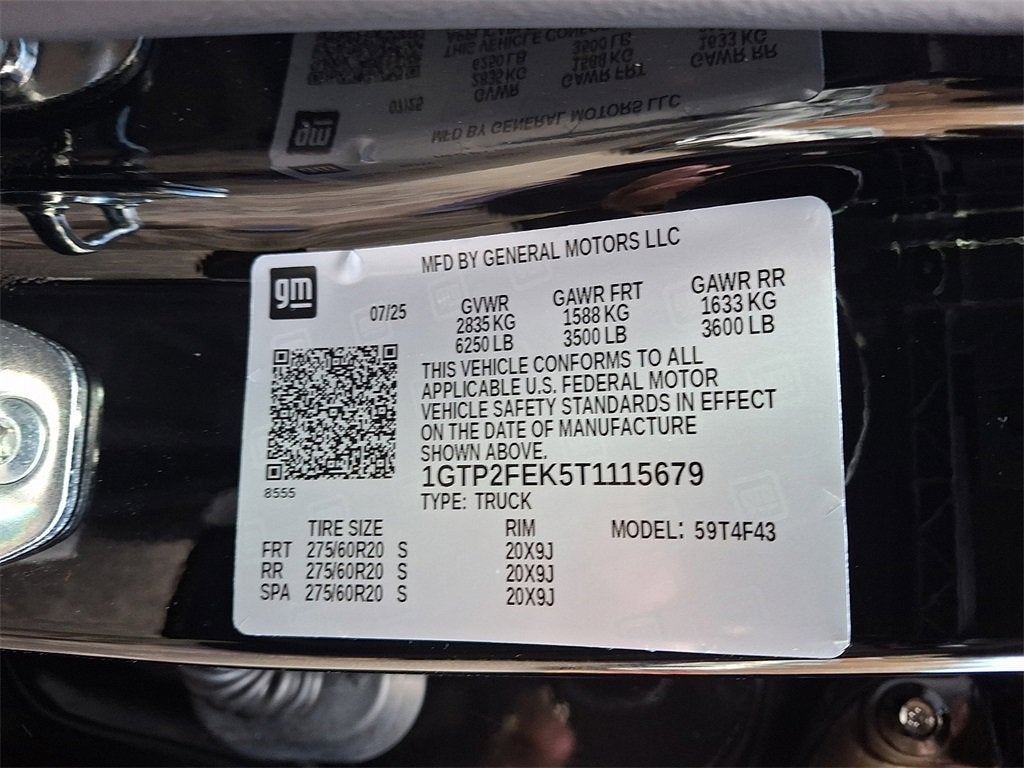 MFD BY GENERAL MOTORS LLC
gm
07/25
GVWR GAWR FRT GAWR RR
2835 KG 1588 KG 1633 KG
6250 LB 3500 LB 3600 LB
THIS VEHICLE CONFORMS TO ALL
APPLICABLE U.S. FEDERAL MOTOR
VEHICLE SAFETY STANDARDS IN EFFECT
ON THE DATE OF MANUFACTURE
SHOWN ABOVE.
1GTP2FEK5T1115679
8555
TYPE: TRUCK
TIRE SIZE RIM MODEL: 59T4F43
FRT 275/60R20 S 20X9J
RR 275/60R20 S 20X9J
SPA 275/60R20 S 20X9J